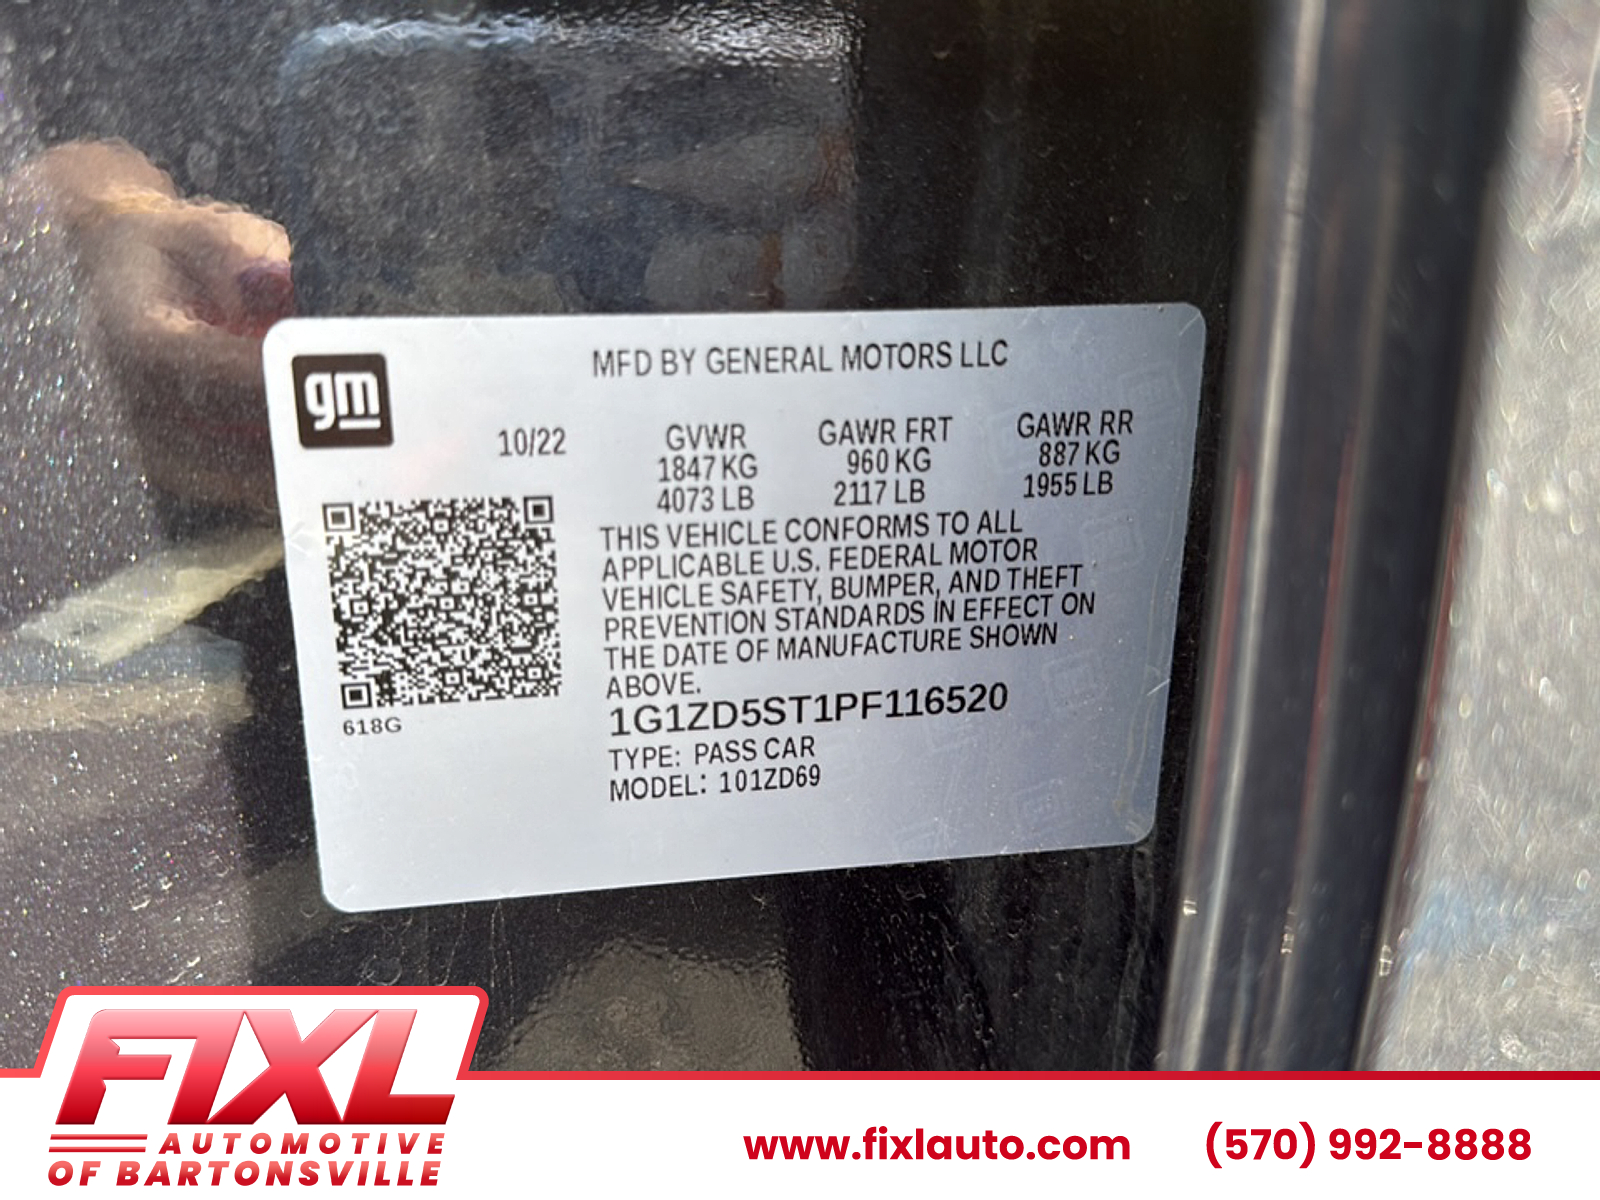 gm
MFD BY GENERAL MOTORS LLC
10/22
GVWR GAWR FRT GAWR RR
1847 KG 960 KG 887 KG
4073 LB 2117 LB 1955 LB
THIS VEHICLE CONFORMS TO ALL
APPLICABLE U.S. FEDERAL MOTOR
VEHICLE SAFETY, BUMPER, AND THEFT
PREVENTION STANDARDS IN EFFECT ON
THE DATE OF MANUFACTURE SHOWN
ABOVE.
618G
1G1ZD5ST1PF116520
TYPE: PASS CAR
MODEL: 101ZD69
FIXL
AUTOMOTIVE
OF BARTONSVILLE
www.fixlauto.com (570) 992-8888